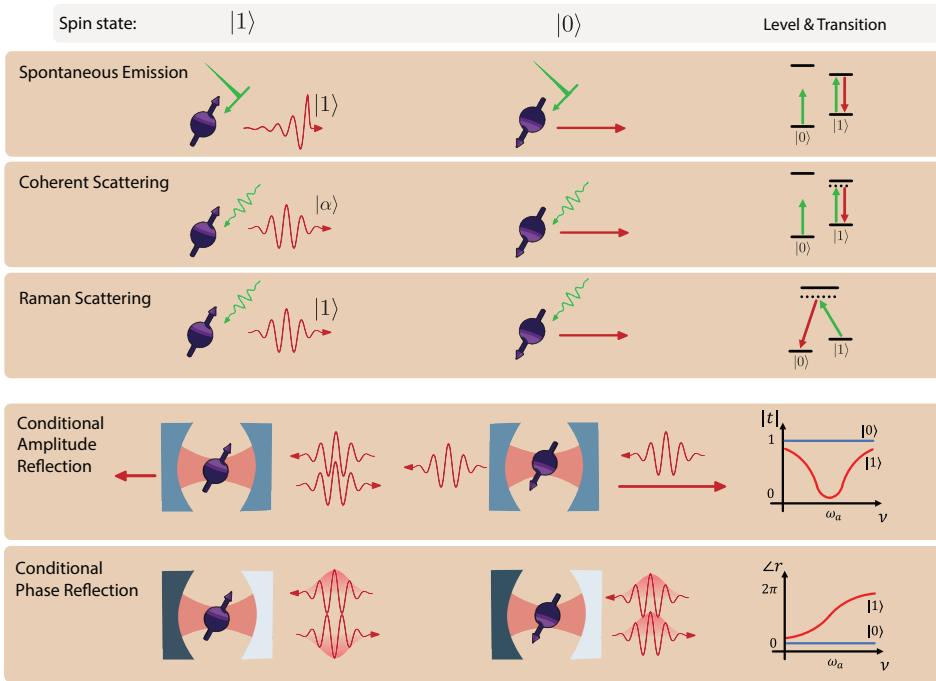 Spin state: |1⟩ |0⟩ Level & Transition
Spontaneous Emission
|1⟩
|0⟩ |1⟩
Coherent Scattering
|α⟩
|0⟩ |1⟩
Raman Scattering
|1⟩
|0⟩ |1⟩
Conditional
Amplitude
Reflection
|t|
1
|0⟩
|1⟩
0
ωₐ ν
Conditional
Phase Reflection
∠r
2π
|1⟩
|0⟩
0
ωₐ ν